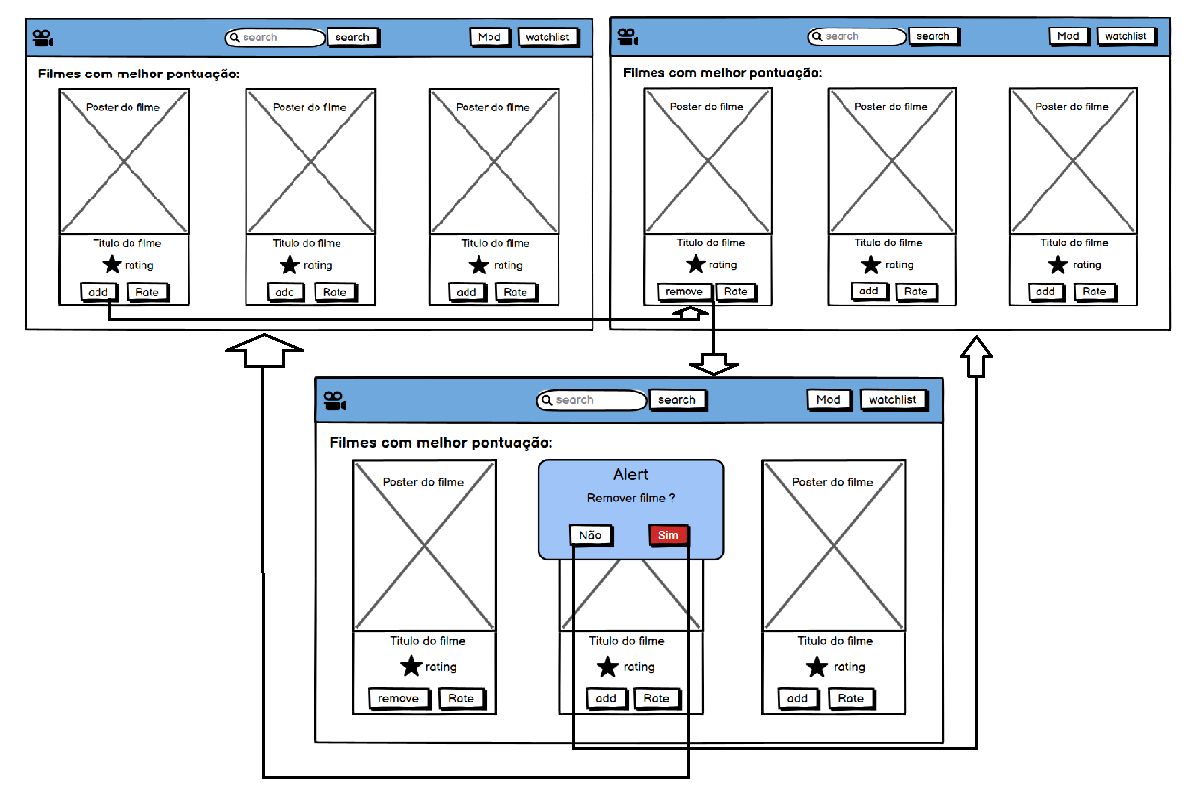 search search Mod watchlist
Filmes com melhor pontuação:
Poster do filme Poster do filme Poster do filme
Titulo do filme Titulo do filme Titulo do filme
rating rating rating
add Rate add Rate add Rate
search search Mod watchlist
Filmes com melhor pontuação:
Poster do filme Poster do filme Poster do filme
Titulo do filme Titulo do filme Titulo do filme
rating rating rating
remove Rate add Rate add Rate
search search Mod watchlist
Filmes com melhor pontuação:
Alert
Poster do filme Poster do filme
Remover filme ?
Não Sim
Titulo do filme Titulo do filme Titulo do filme
rating rating rating
remove Rate add Rate add Rate